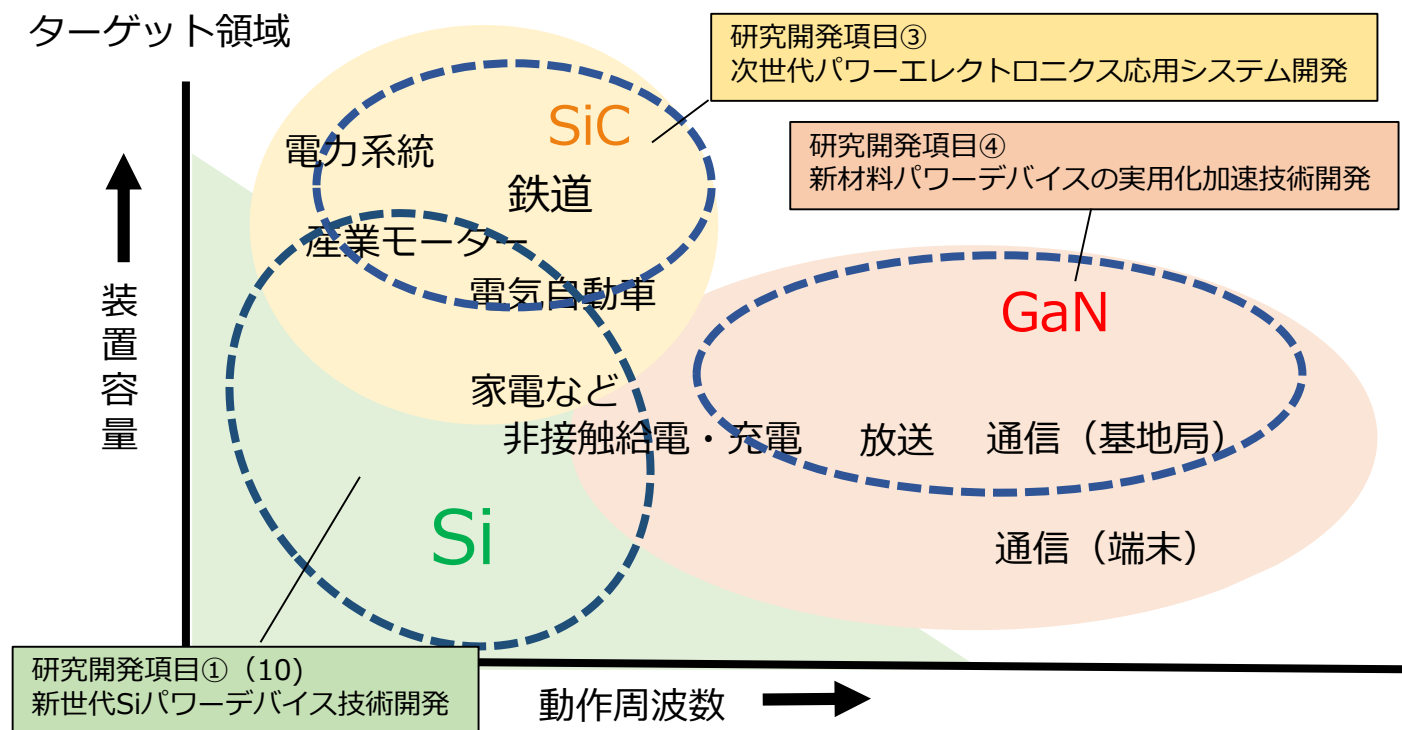 ターゲット領域
研究開発項目③
次世代パワーエレクトロニクス応用システム開発
SiC
電力系統
研究開発項目④
新材料パワーデバイスの実用化加速技術開発
鉄道
産業モーター
電気自動車
装置容量
GaN
家電など
非接触給電・充電
放送
通信（基地局）
Si
通信（端末）
研究開発項目①（10)
新世代Siパワーデバイス技術開発
動作周波数